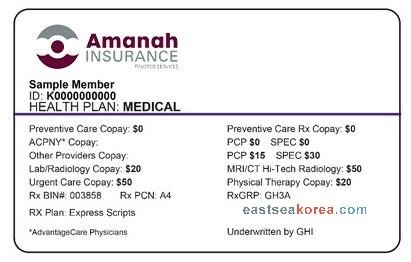 Amanah
INSURANCE
TRUSTED SERVICES
Sample Member
ID: K0000000000
HEALTH PLAN: MEDICAL
Preventive Care Copay: $0
ACPNY* Copay:
Other Providers Copay:
Lab/Radiology Copay: $20
Urgent Care Copay: $50
Rx BIN#: 003858 Rx PCN: A4
RX Plan: Express Scripts
*AdvantageCare Physicians
Preventive Care Rx Copay: $0
PCP $0 SPEC $0
PCP $15 SPEC $30
MRI/CT Hi-Tech Radiology: $50
Physical Therapy Copay: $20
RxGRP: GH3A
eastseakorea.com
Underwritten by GHI